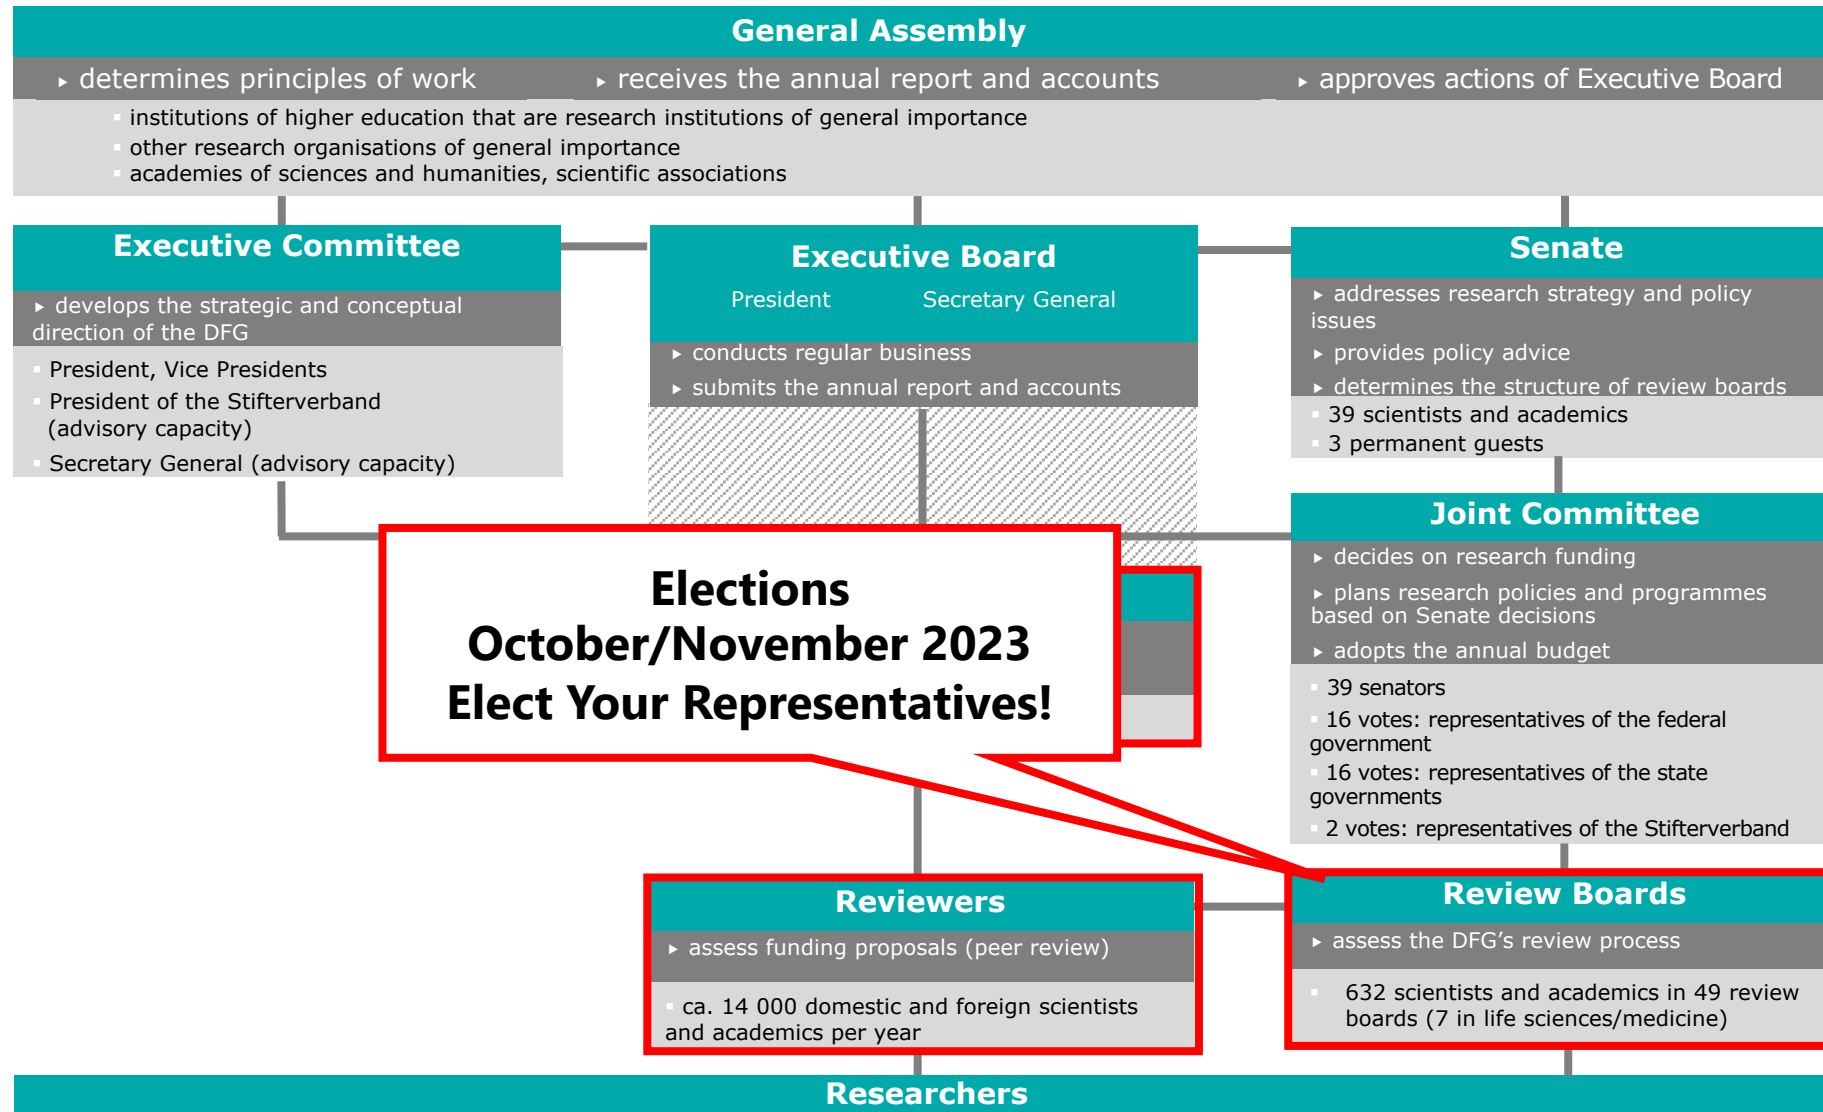 General Assembly
▸ determines principles of work ▸ receives the annual report and accounts ▸ approves actions of Executive Board
▫ institutions of higher education that are research institutions of general importance
▫ other research organisations of general importance
▫ academies of sciences and humanities, scientific associations
Executive Committee
▸ develops the strategic and conceptual
direction of the DFG
▫ President, Vice Presidents
▫ President of the Stifterverband
(advisory capacity)
▫ Secretary General (advisory capacity)
Executive Board
President Secretary General
▸ conducts regular business
▸ submits the annual report and accounts
Senate
▸ addresses research strategy and policy
issues
▸ provides policy advice
▸ determines the structure of review boards
▫ 39 scientists and academics
▫ 3 permanent guests
Joint Committee
▸ decides on research funding
▸ plans research policies and programmes
based on Senate decisions
▸ adopts the annual budget
▫ 39 senators
▫ 16 votes: representatives of the federal
government
▫ 16 votes: representatives of the state
governments
▫ 2 votes: representatives of the Stifterverband
Elections
October/November 2023
Elect Your Representatives!
Reviewers
▸ assess funding proposals (peer review)
▫ ca. 14 000 domestic and foreign scientists
and academics per year
Review Boards
▸ assess the DFG’s review process
▫ 632 scientists and academics in 49 review
boards (7 in life sciences/medicine)
Researchers